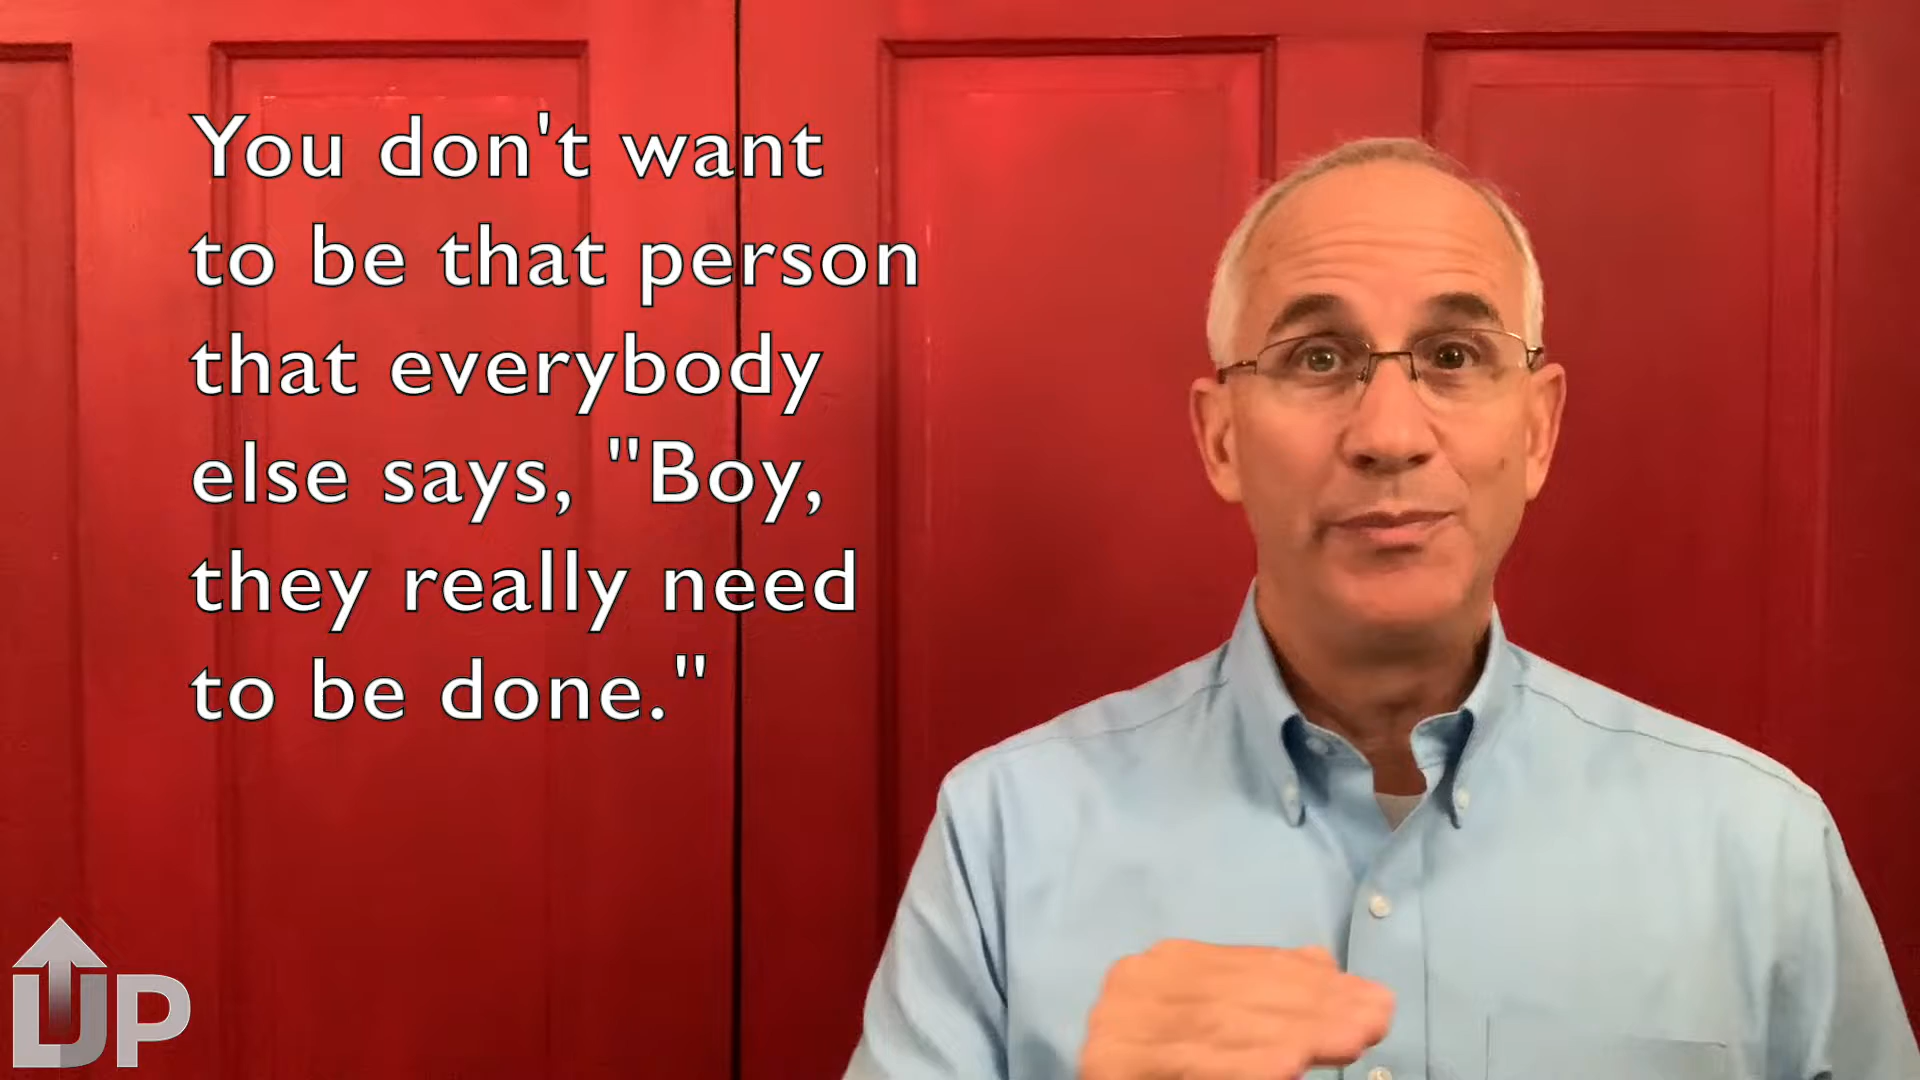 You don't want
to be that person
that everybody
else says, "Boy,
they really need
to be done."
UP